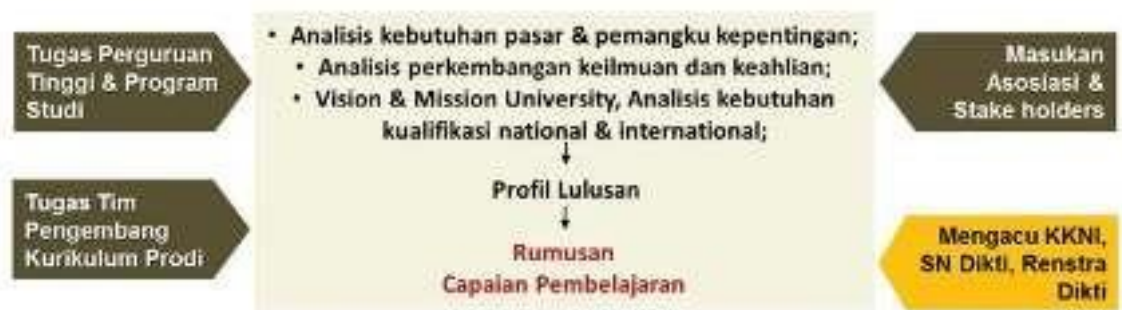 Tugas Perguruan
Tinggi & Program
Studi
• Analisis kebutuhan pasar & pemangku kepentingan;
• Analisis perkembangan keilmuan dan keahlian;
• Vision & Mission University, Analisis kebutuhan
kualifikasi national & international;
Masukan
Asosiasi &
Stake holders
Tugas Tim
Pengembang
Kurikulum Prodi
Profil Lulusan
Rumusan
Capaian Pembelajaran
Mengacu KKNI,
SN Dikti, Renstra
Dikti